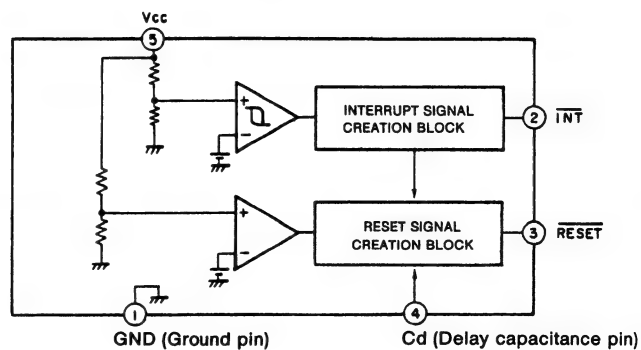 Vcc
5
+
−
INTERRUPT SIGNAL
CREATION BLOCK
2
INT
+
−
RESET SIGNAL
CREATION BLOCK
3
RESET
1
4
GND (Ground pin)
Cd (Delay capacitance pin)